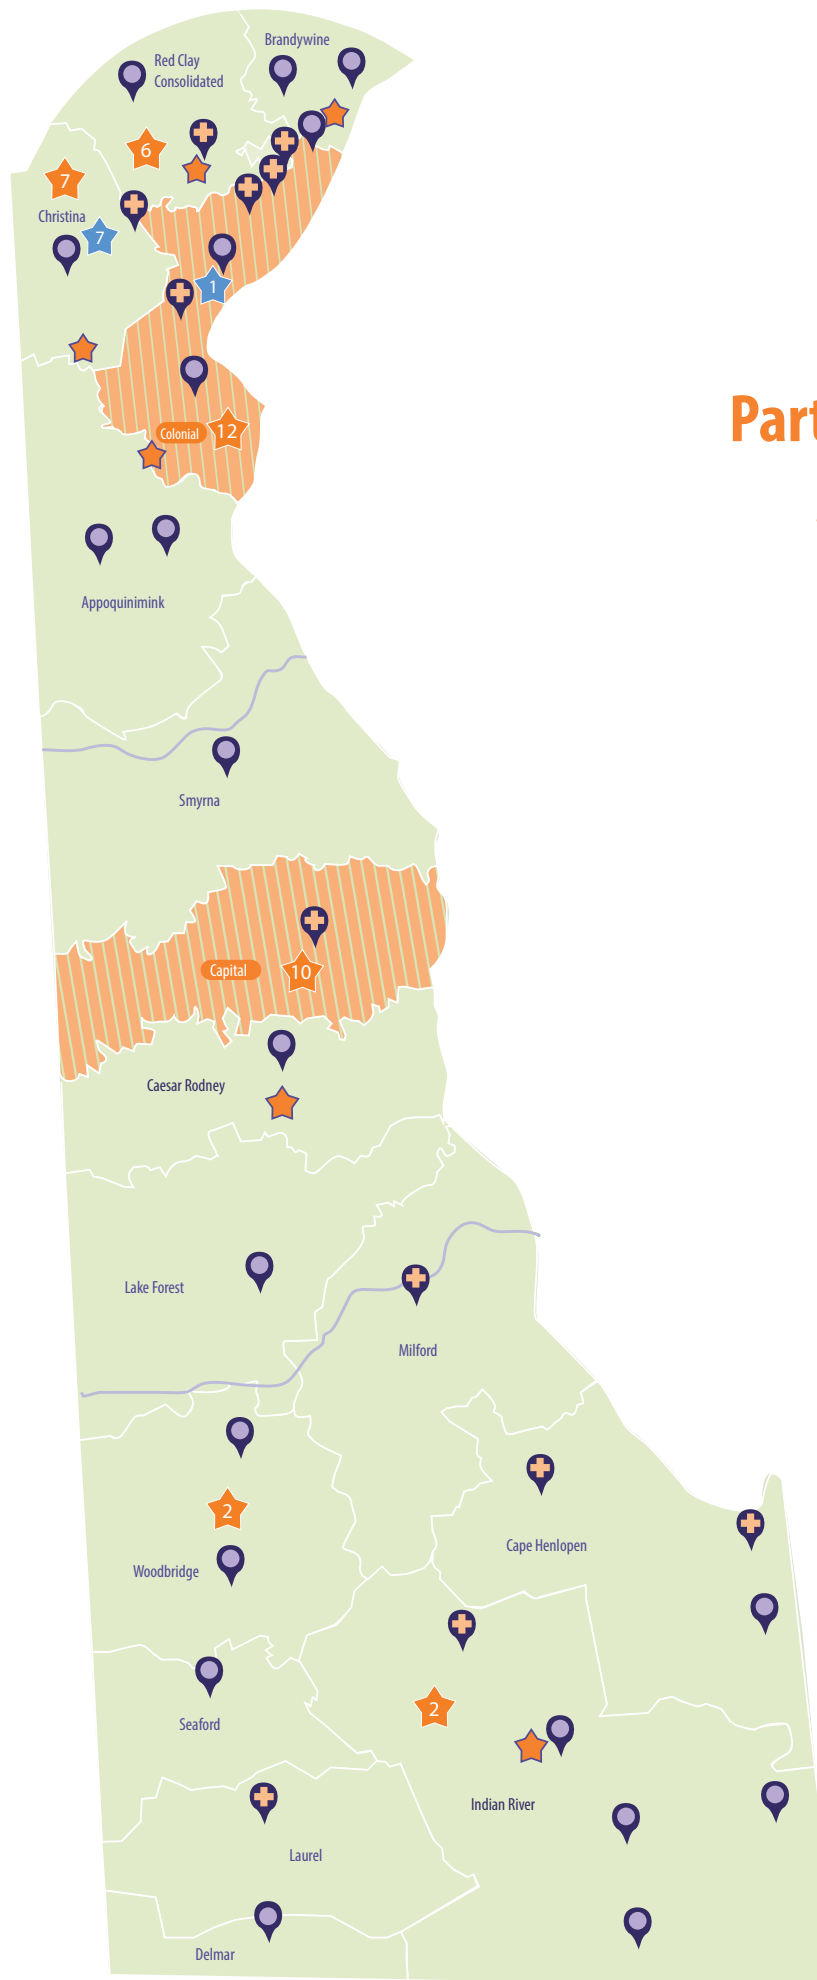 Brandywine
Red Clay
Consolidated
6
7
Christina
7
1
Colonial
12
Part
Appoquinimink
Smyrna
Capital
10
Caesar Rodney
Lake Forest
Milford
2
Cape Henlopen
Woodbridge
2
Seaford
Indian River
Laurel
Delmar